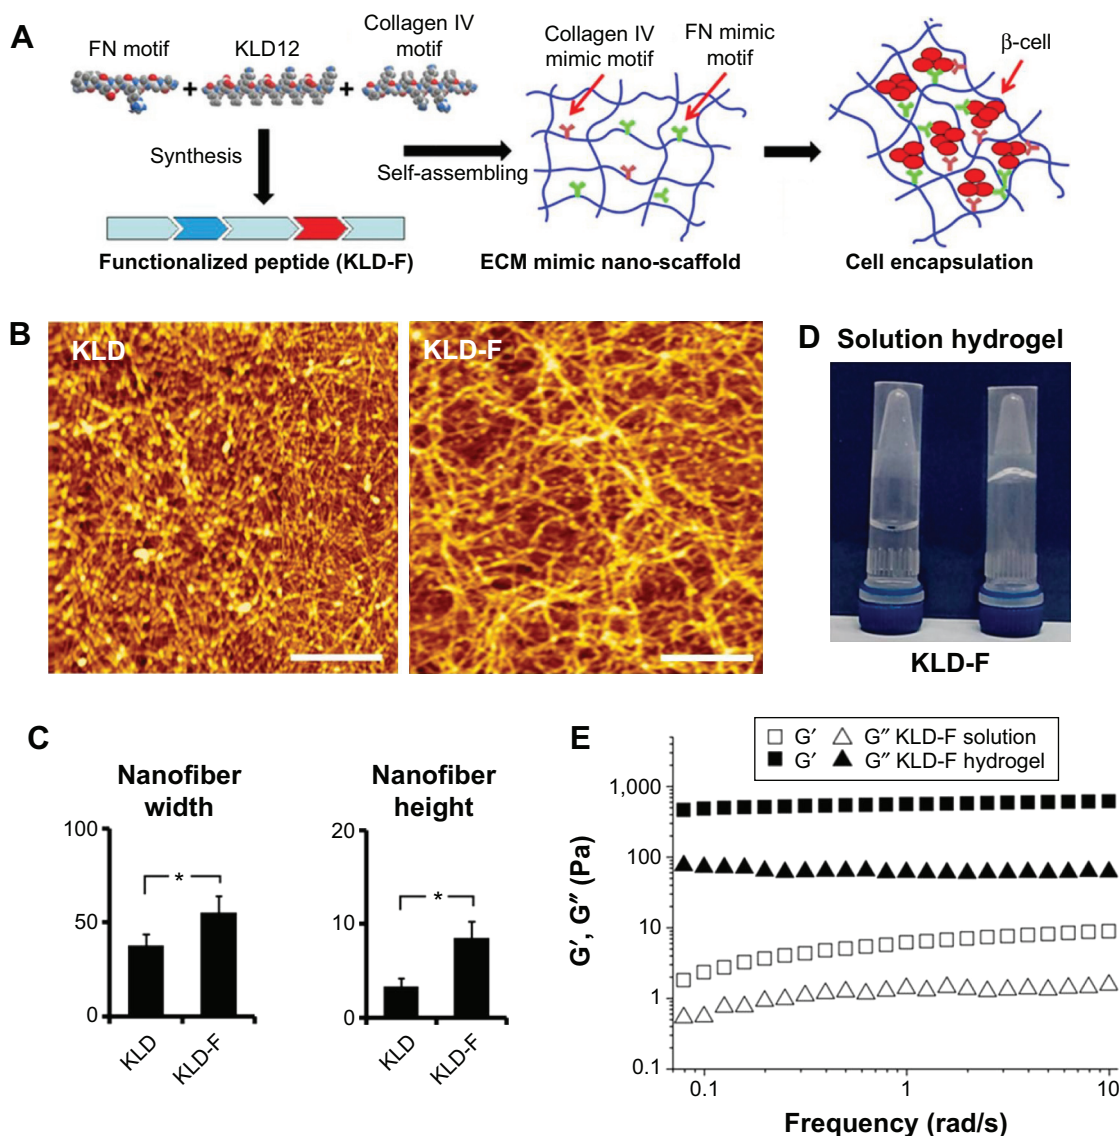 A
FN motif
KLD12
Collagen IV
motif
+
+
Synthesis
Functionalized peptide (KLD-F)
Self-assembling
Collagen IV
mimic motif
FN mimic
motif
ECM mimic nano-scaffold
β-cell
Cell encapsulation
B
KLD
KLD-F
D
Solution hydrogel
KLD-F
C
Nanofiber
width
100
50
0
*
KLD
KLD-F
Nanofiber
height
20
10
0
*
KLD
KLD-F
E
G′ G″ KLD-F solution
G′ G″ KLD-F hydrogel
G′, G″ (Pa)
1,000
100
10
1
0.1
0.1
1
10
Frequency (rad/s)